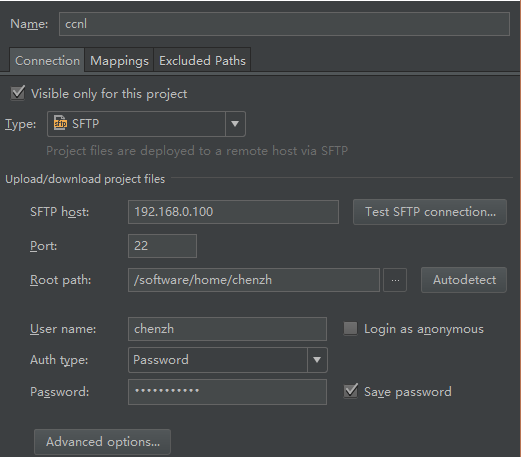 Name: ccnl
Connection Mappings Excluded Paths
Visible only for this project
Type: SFTP
Project files are deployed to a remote host via SFTP
Upload/download project files
SFTP host: 192.168.0.100 Test SFTP connection...
Port: 22
Root path: /software/home/chenzh ... Autodetect
User name: chenzh Login as anonymous
Auth type: Password
Password: ••••••••••• Save password
Advanced options...